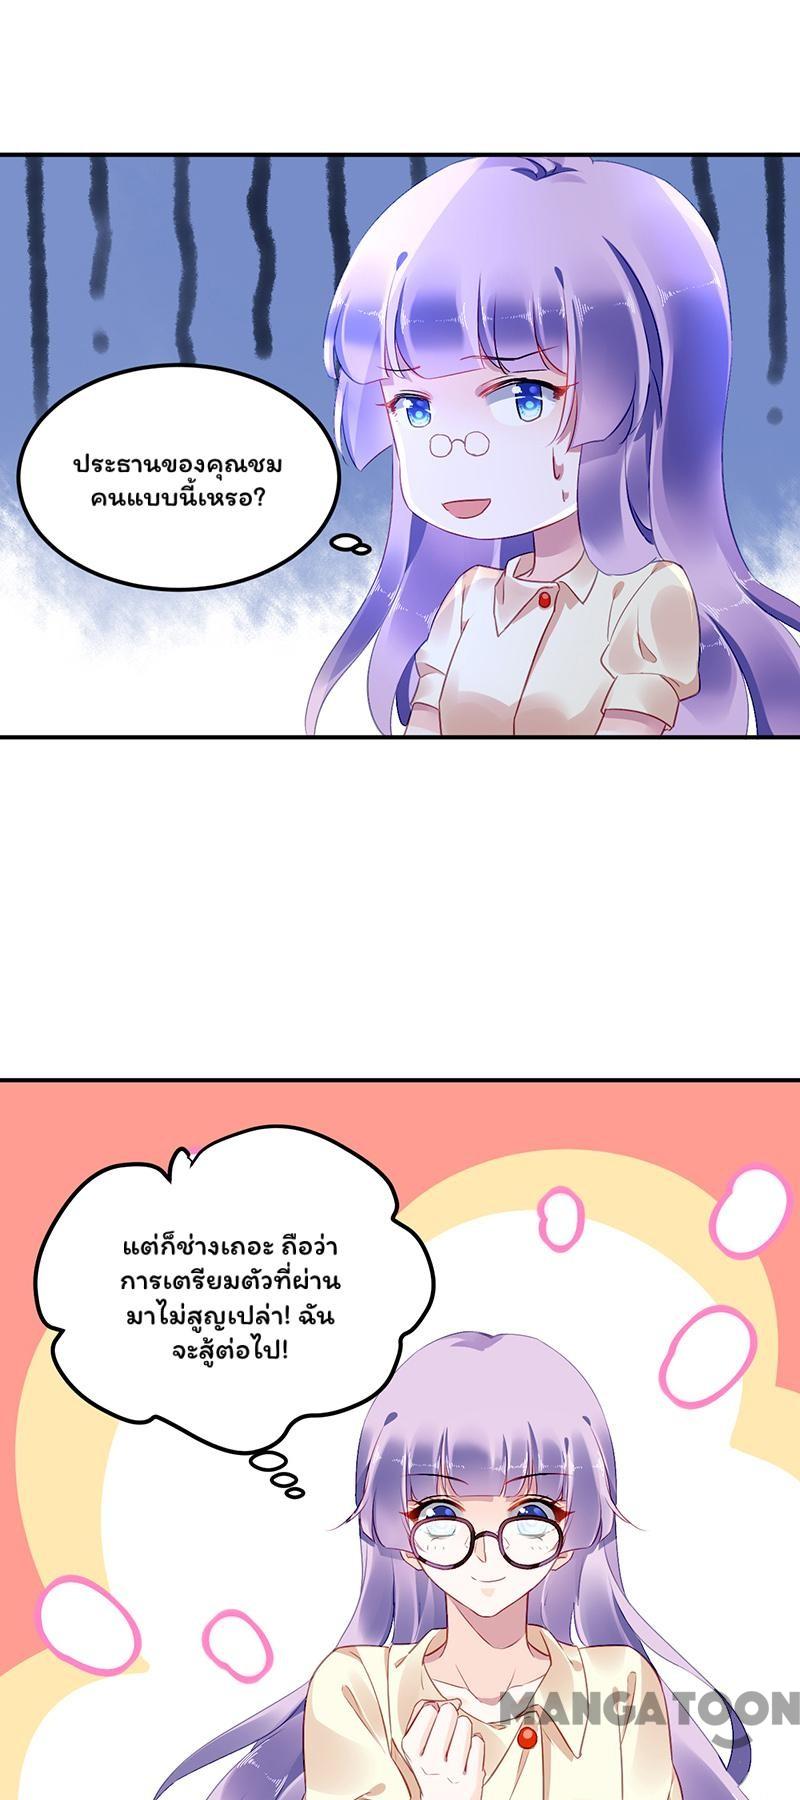 ประธานของคุณชม
คนแบบนี้เหรอ?
แต่ก็ช่างเถอะ ถือว่า
การเตรียมตัวที่ผ่าน
มาไม่สูญเปล่า! ฉัน
จะสู้ต่อไป!
MANGATOON